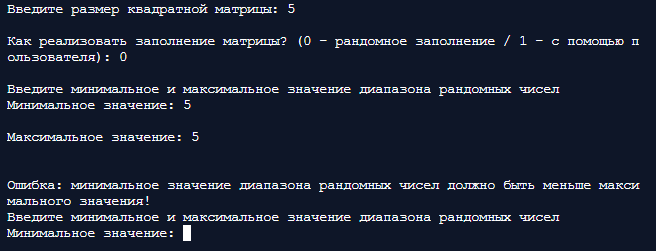 Введите размер квадратной матрицы: 5
Как реализовать заполнение матрицы? (0 - рандомное заполнение / 1 - с помощью п
ользователя): 0
Введите минимальное и максимальное значение диапазона рандомных чисел
Минимальное значение: 5
Максимальное значение: 5
Ошибка: минимальное значение диапазона рандомных чисел должно быть меньше макси
мального значения!
Введите минимальное и максимальное значение диапазона рандомных чисел
Минимальное значение: